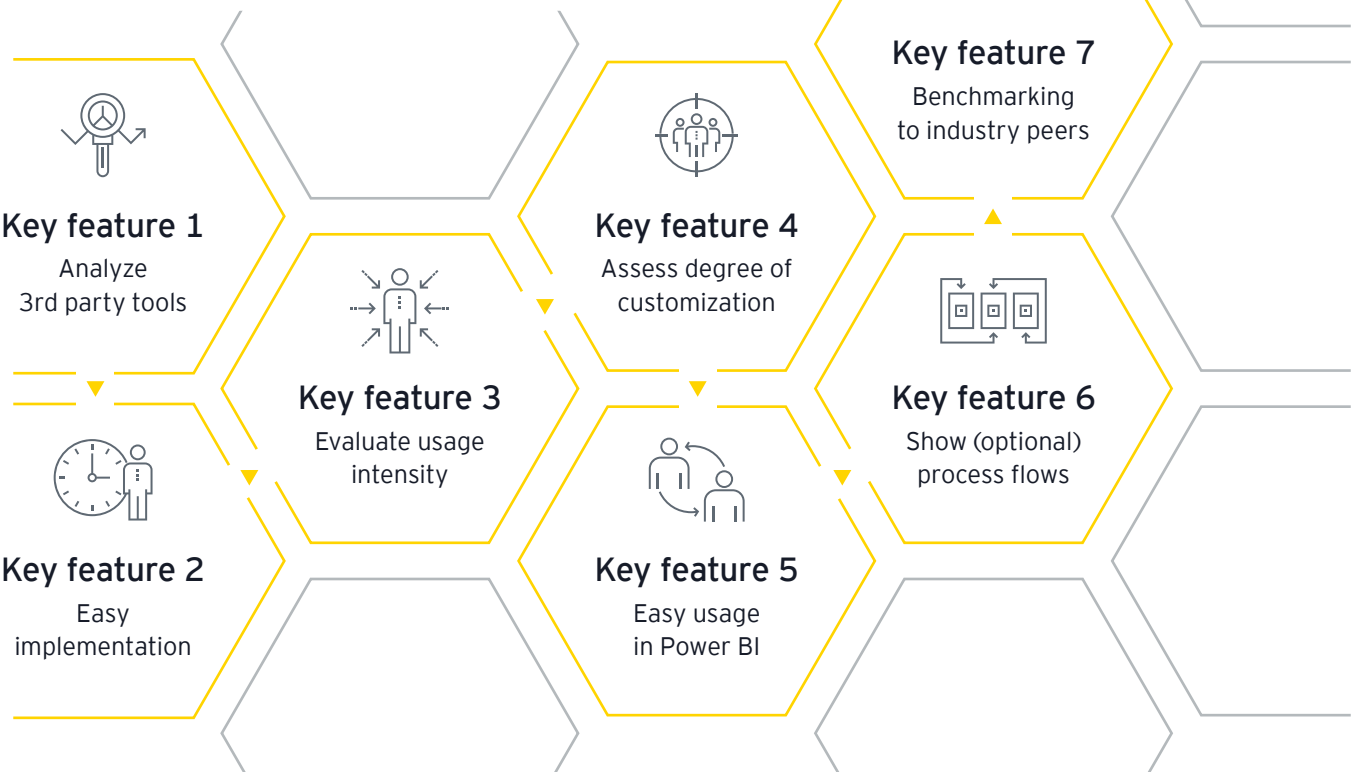 Key feature 1
Analyze
3rd party tools
Key feature 2
Easy
implementation
Key feature 3
Evaluate usage
intensity
Key feature 4
Assess degree of
customization
Key feature 5
Easy usage
in Power BI
Key feature 6
Show (optional)
process flows
Key feature 7
Benchmarking
to industry peers